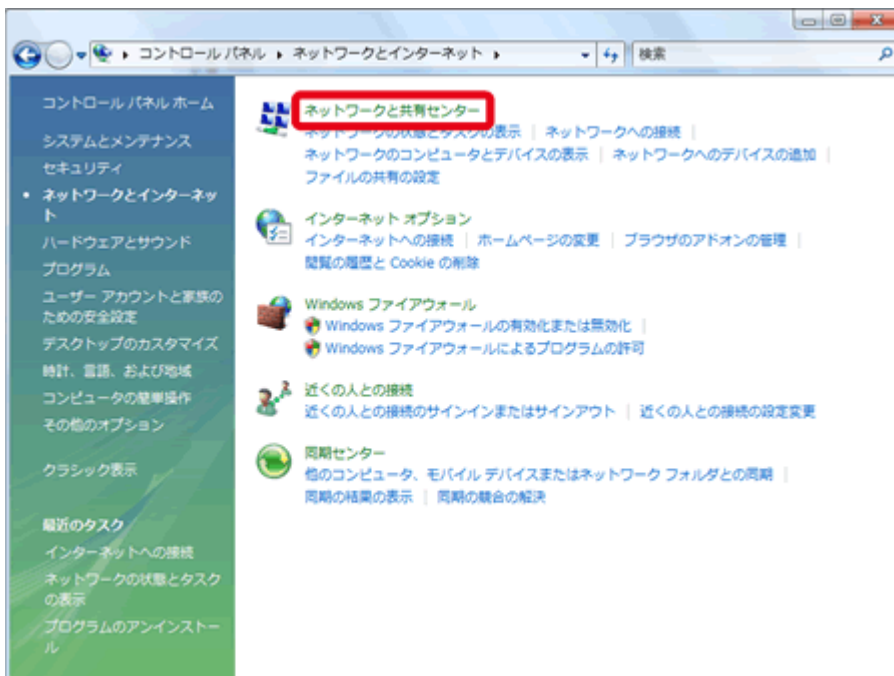 コントロール パネル ▸ ネットワークとインターネット ▸
検索
コントロール パネル ホーム
システムとメンテナンス
セキュリティ
• ネットワークとインターネッ
ト
ハードウェアとサウンド
プログラム
ユーザー アカウントと家族の
ための安全設定
デスクトップのカスタマイズ
時計、言語、および地域
コンピュータの簡単操作
その他のオプション
クラシック表示
最近のタスク
インターネットへの接続
ネットワークの状態とタスク
の表示
プログラムのアンインストー
ル
ネットワークと共有センター
ネットワークの状態とタスクの表示 | ネットワークへの接続 |
ネットワークのコンピュータとデバイスの表示 | ネットワークへのデバイスの追加 |
ファイルの共有の設定
インターネット オプション
インターネットへの接続 | ホームページの変更 | ブラウザのアドオンの管理 |
閲覧の履歴と Cookie の削除
Windows ファイアウォール
Windows ファイアウォールの有効化または無効化 |
Windows ファイアウォールによるプログラムの許可
近くの人との接続
近くの人との接続のサインインまたはサインアウト | 近くの人との接続の設定変更
同期センター
他のコンピュータ、モバイル デバイスまたはネットワーク フォルダとの同期 |
同期の結果の表示 | 同期の競合の解決